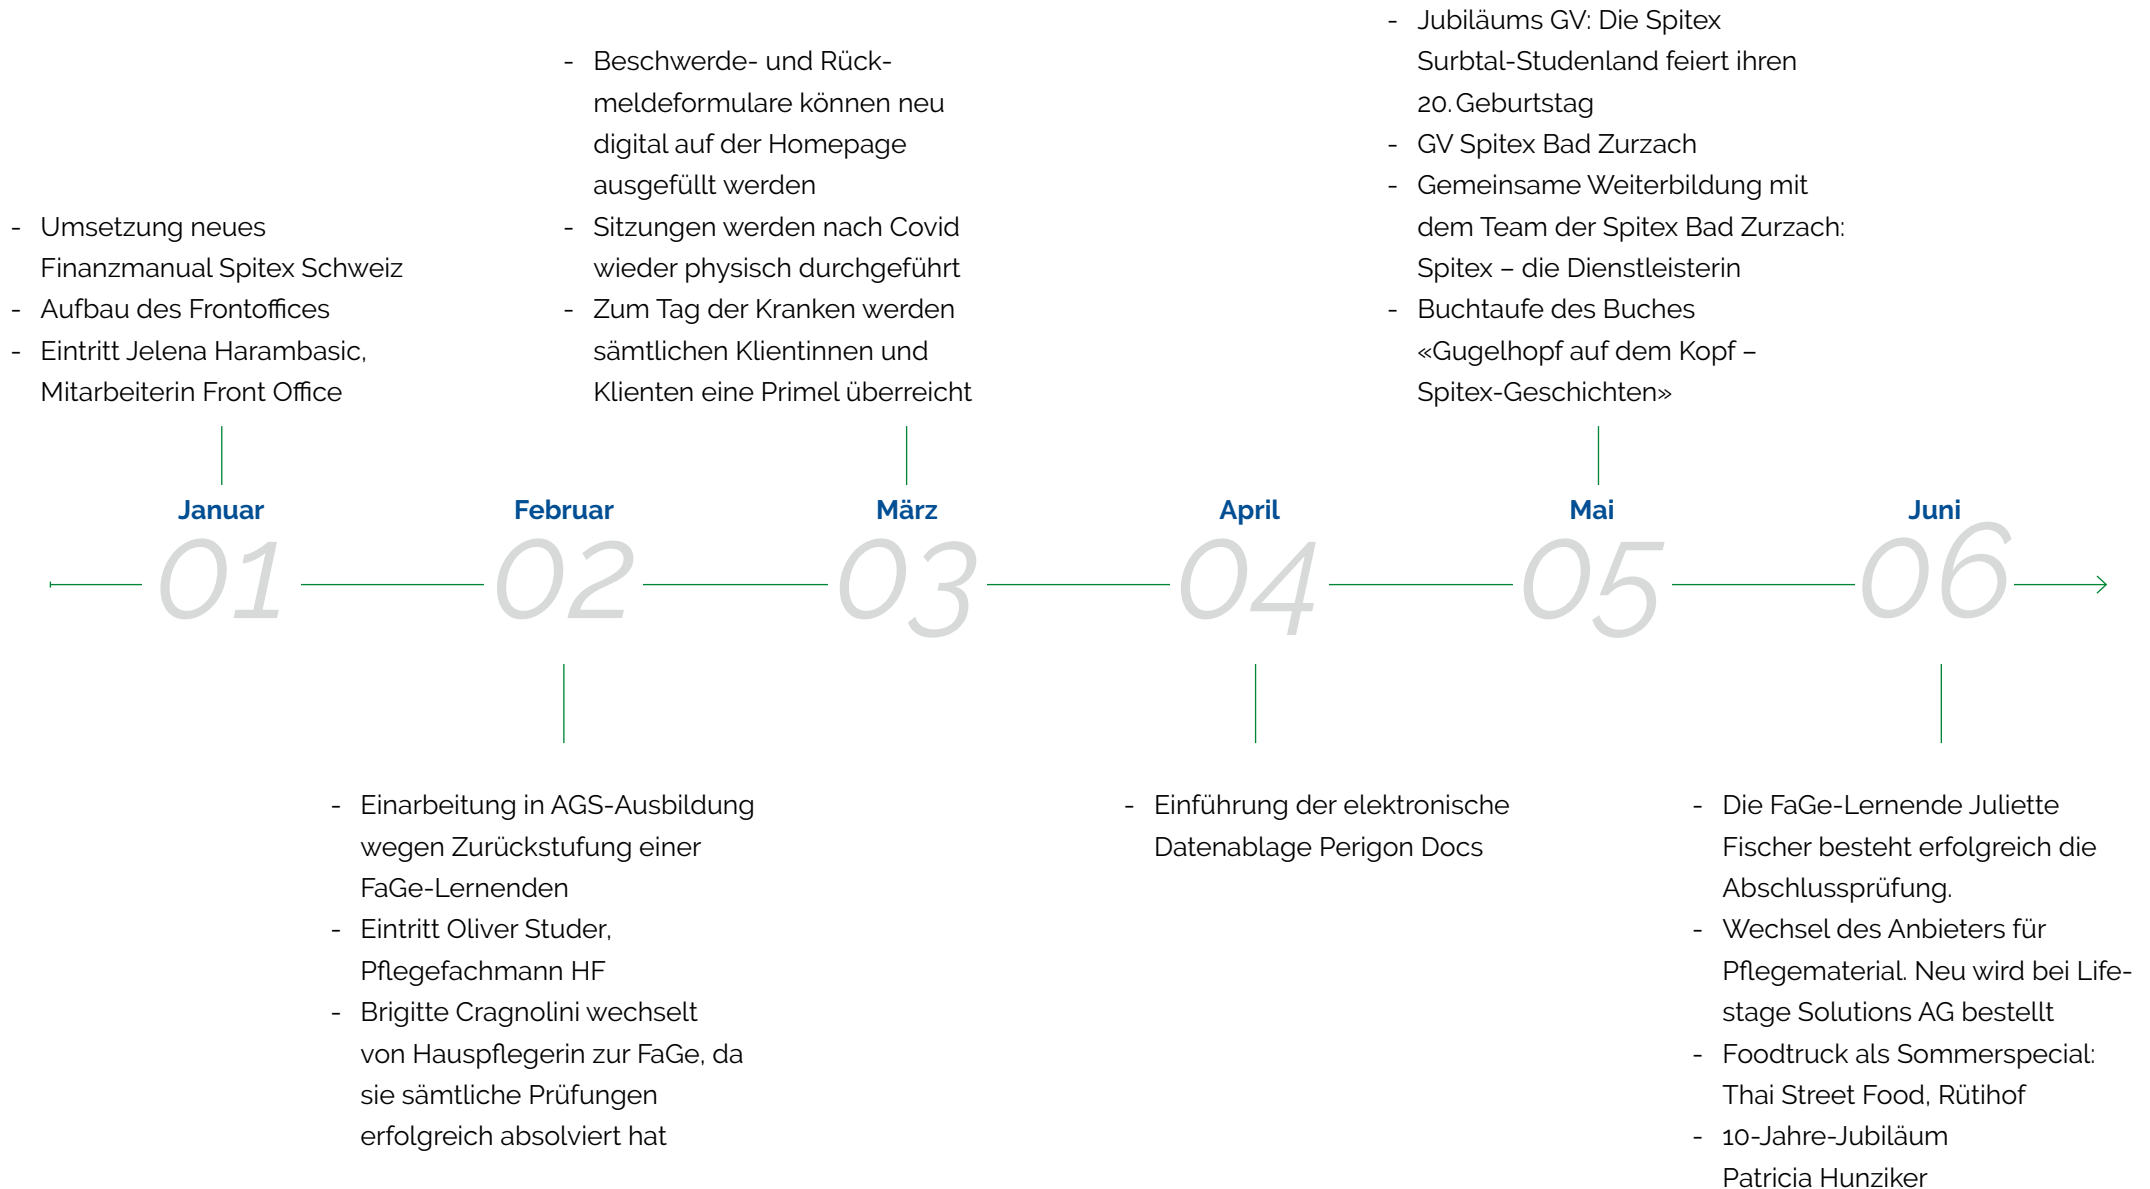 - Umsetzung neues
Finanzmanual Spitex Schweiz
- Aufbau des Frontoffices
- Eintritt Jelena Harambasic,
Mitarbeiterin Front Office
- Beschwerde- und Rück-
meldeformulare können neu
digital auf der Homepage
ausgefüllt werden
- Sitzungen werden nach Covid
wieder physisch durchgeführt
- Zum Tag der Kranken werden
sämtlichen Klientinnen und
Klienten eine Primel überreicht
- Jubiläums GV: Die Spitex
Surbtal-Studenland feiert ihren
20. Geburtstag
- GV Spitex Bad Zurzach
- Gemeinsame Weiterbildung mit
dem Team der Spitex Bad Zurzach:
Spitex – die Dienstleisterin
- Buchtaufe des Buches
«Gugelhopf auf dem Kopf –
Spitex-Geschichten»
Januar
01
Februar
02
März
03
April
04
Mai
05
Juni
06
- Einarbeitung in AGS-Ausbildung
wegen Zurückstufung einer
FaGe-Lernenden
- Eintritt Oliver Studer,
Pflegefachmann HF
- Brigitte Cragnolini wechselt
von Hauspflegerin zur FaGe, da
sie sämtliche Prüfungen
erfolgreich absolviert hat
- Einführung der elektronische
Datenablage Perigon Docs
- Die FaGe-Lernende Juliette
Fischer besteht erfolgreich die
Abschlussprüfung.
- Wechsel des Anbieters für
Pflegematerial. Neu wird bei Life-
stage Solutions AG bestellt
- Foodtruck als Sommerspecial:
Thai Street Food, Rütihof
- 10-Jahre-Jubiläum
Patricia Hunziker